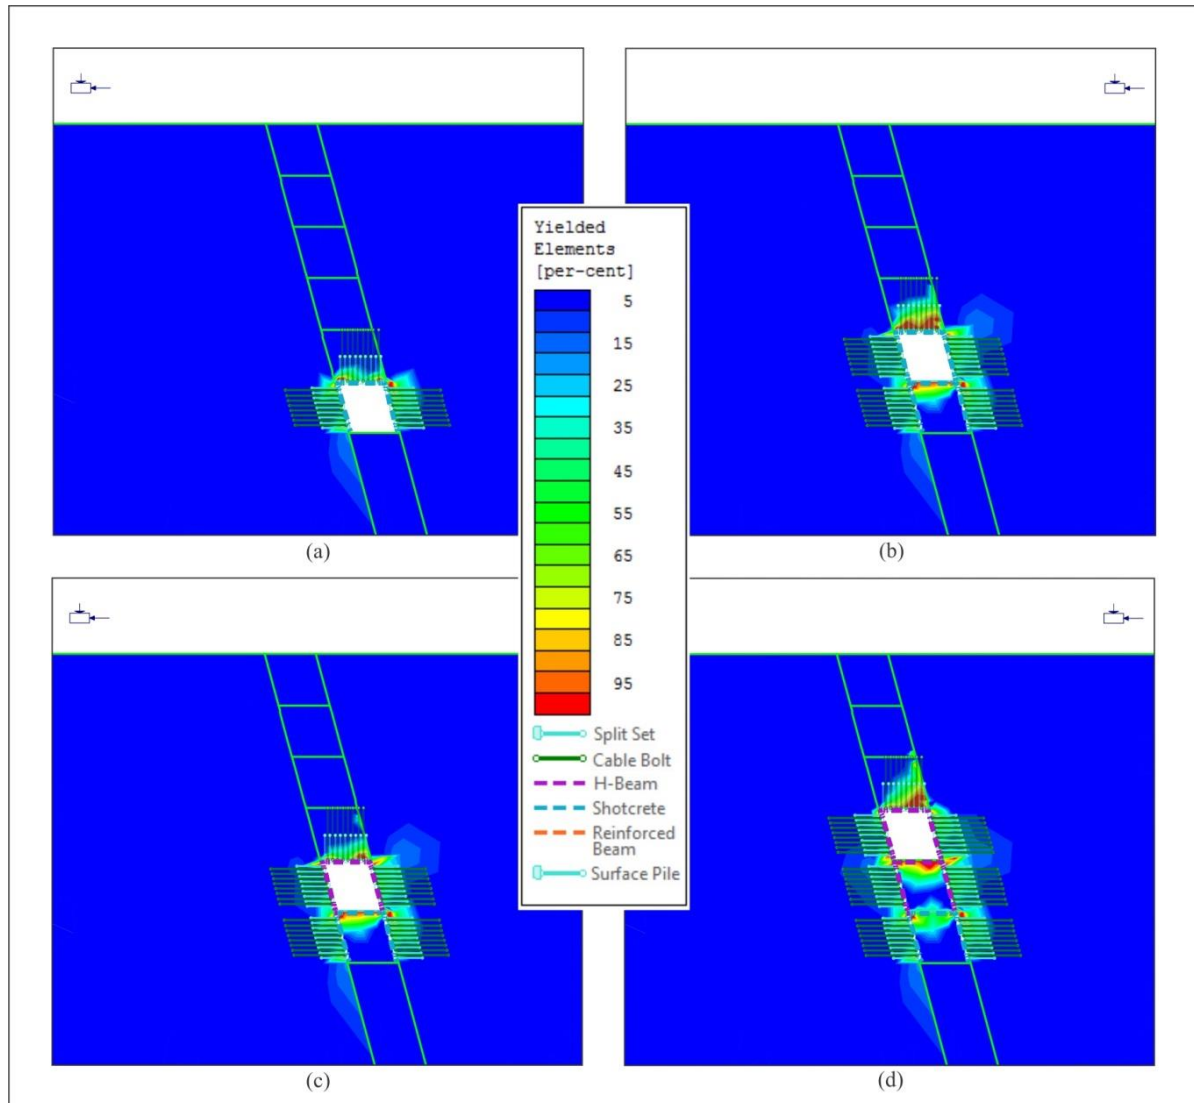 Yielded
Elements
[per-cent]
5
15
25
35
45
55
65
75
85
95
Split Set
Cable Bolt
H-Beam
Shotcrete
Reinforced
Beam
Surface Pile
(a)
(b)
(c)
(d)